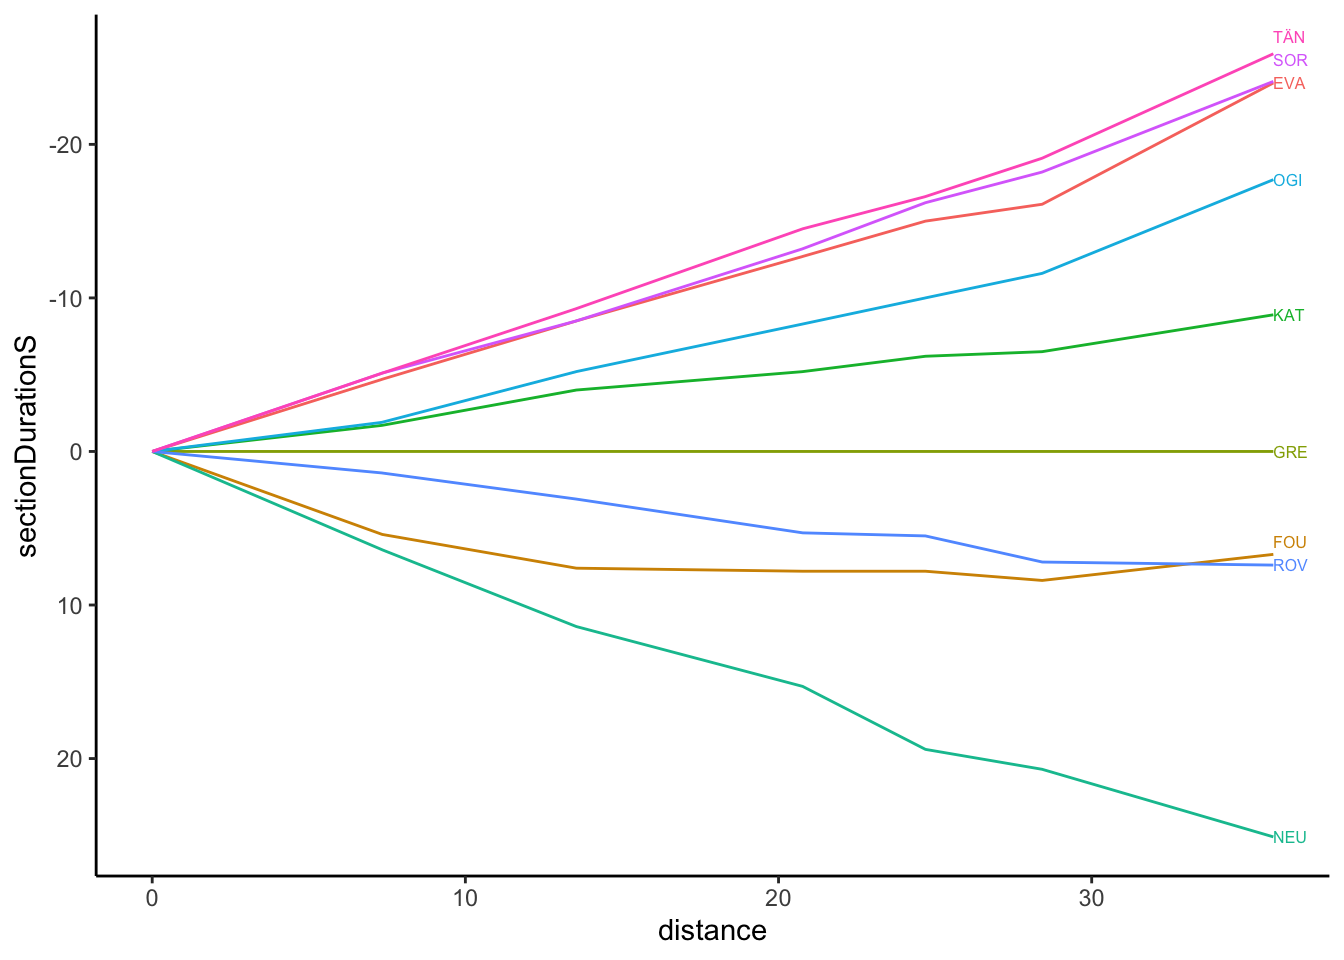 TÄN
SOR
EVA
-20
OGI
-10
KAT
0
GRE
FOU
ROV
10
20
NEU
0 10 20 30
distance
sectionDurationS